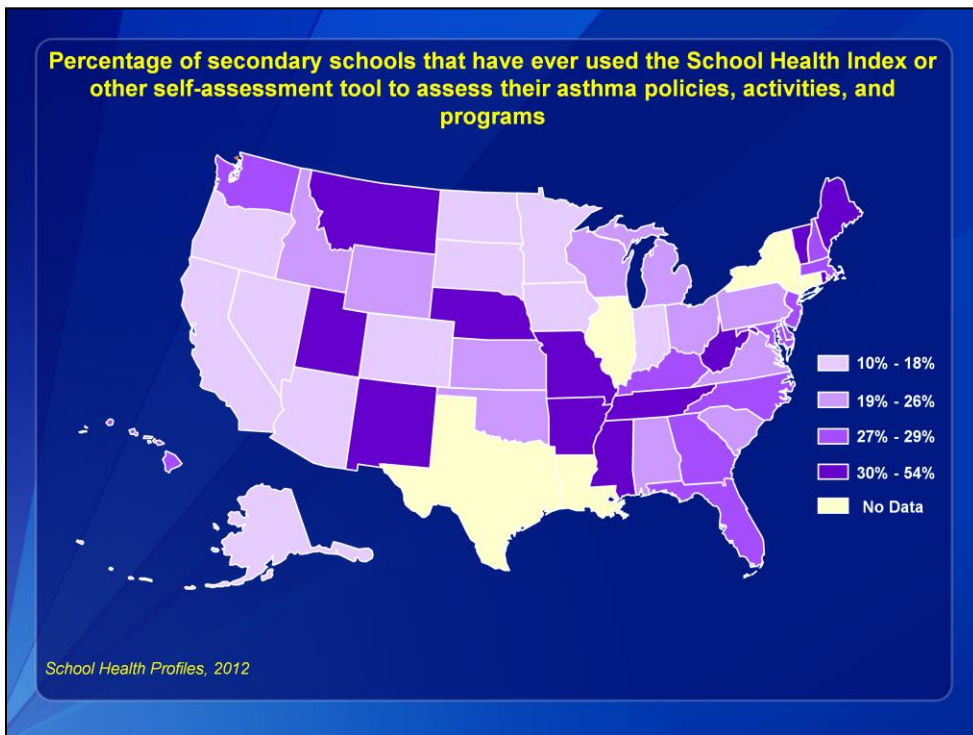 Percentage of secondary schools that have ever used the School Health Index or
other self-assessment tool to assess their asthma policies, activities, and
programs
10% - 18%
19% - 26%
27% - 29%
30% - 54%
No Data
School Health Profiles, 2012